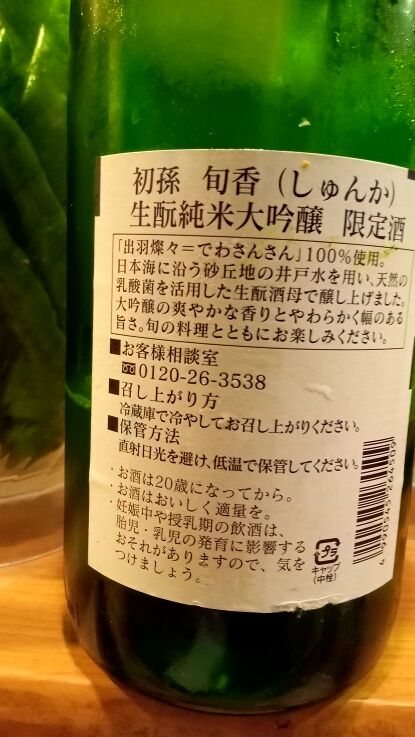 初孫 旬香(しゅんか)
生酛純米大吟醸 限定酒
「出羽燦々=でわさんさん」100%使用。
日本海に沿う砂丘地の井戸水を用い、天然の
乳酸菌を活用した生酛酒母で醸し上げました。
大吟醸の爽やかな香りとやわらかく幅のある
旨さ。旬の料理とともにお楽しみください。
■お客様相談室
0120-26-3538
■召し上がり方
冷蔵庫で冷やしてお召し上がりください。
■保管方法
直射日光を避け、低温で保管してください。
・お酒は20歳になってから。
・お酒はおいしく適量を。
・妊娠中や授乳期の飲酒は、
胎児・乳児の発育に影響する
おそれがありますので、気を
つけましょう。
プラ
キャップ
(中栓)
4 990543 264509